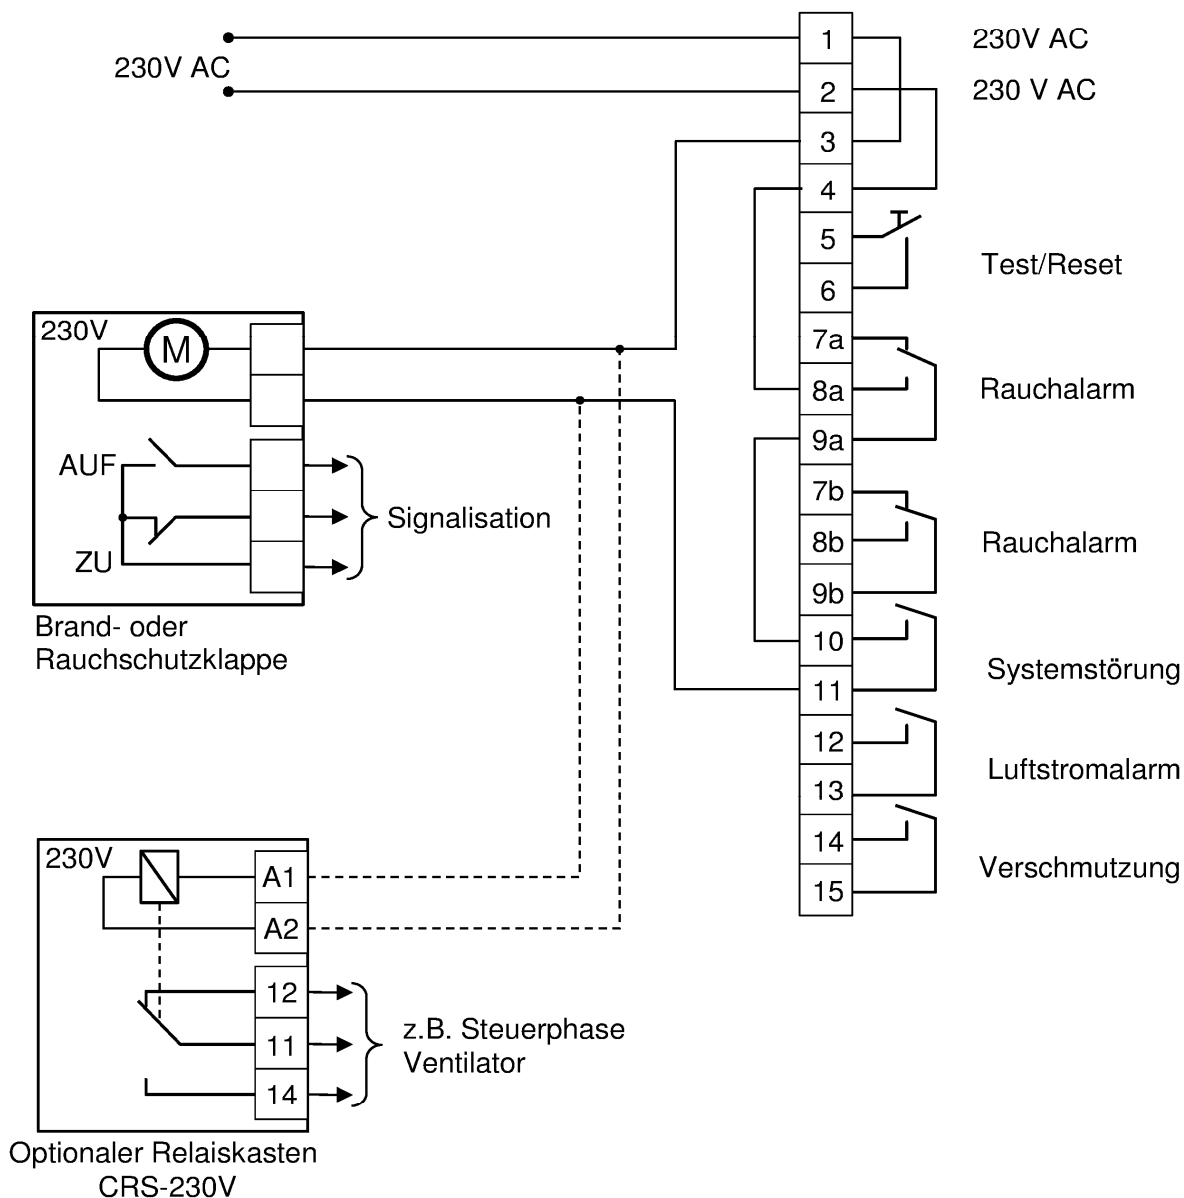 230V AC
1
230V AC
2
230 V AC
3
4
5
6
Test/Reset
7a
8a
9a
Rauchalarm
7b
8b
9b
Rauchalarm
10
11
Systemstörung
12
13
Luftstromalarm
14
15
Verschmutzung
230V
M
AUF
ZU
Signalisation
Brand- oder
Rauchschutzklappe
230V
A1
A2
12
11
14
z.B. Steuerphase
Ventilator
Optionaler Relaiskasten
CRS-230V